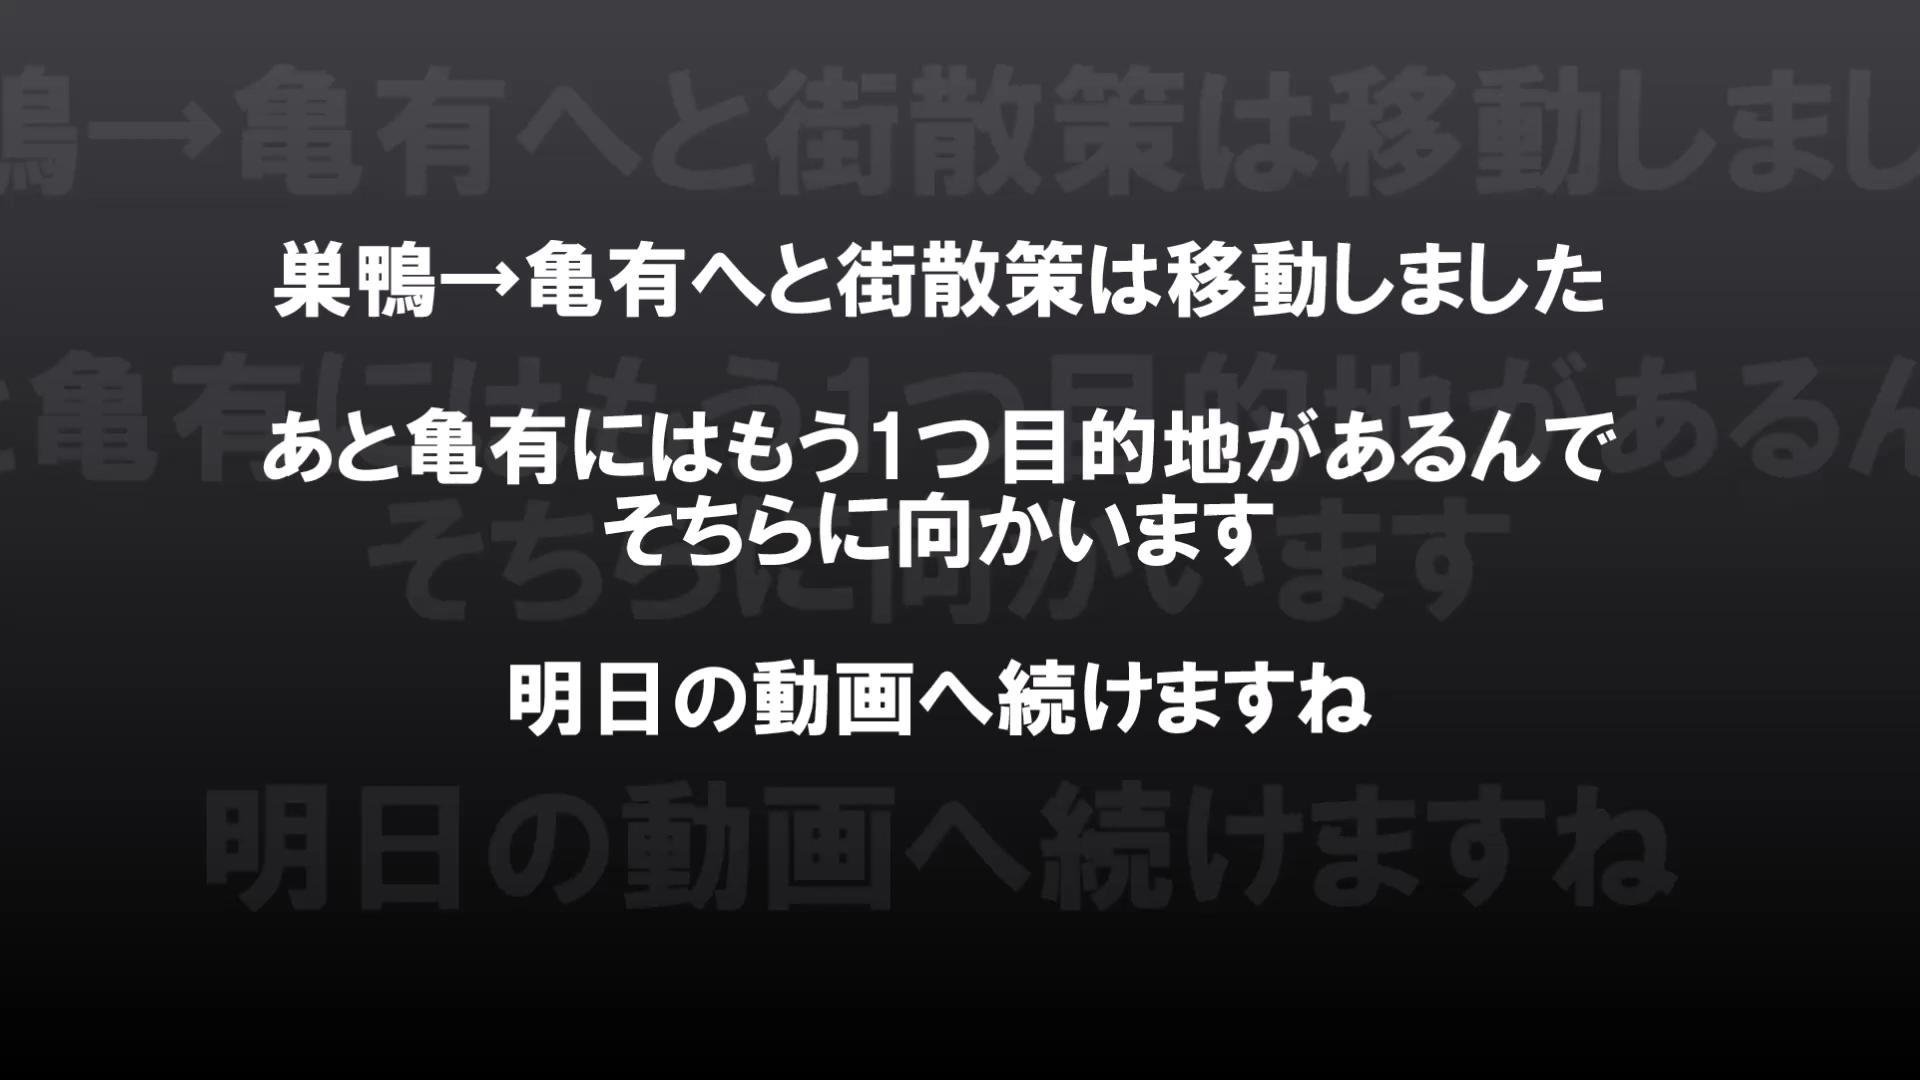 巣鴨→亀有へと街散策は移動しました
あと亀有にはもう1つ目的地があるんで
そちらに向かいます
明日の動画へ続けますね